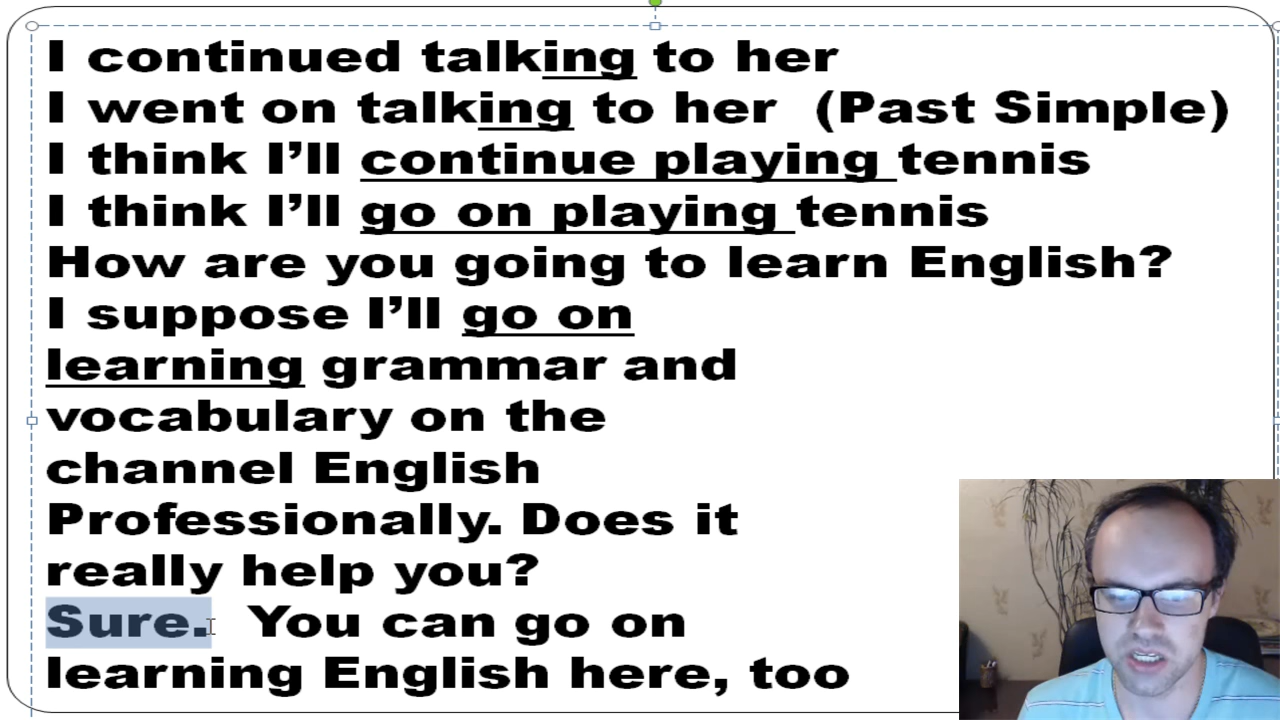 I continued talking to her
I went on talking to her (Past Simple)
I think I’ll continue playing tennis
I think I’ll go on playing tennis
How are you going to learn English?
I suppose I’ll go on
learning grammar and
vocabulary on the
channel English
Professionally. Does it
really help you?
Sure. You can go on
learning English here, too